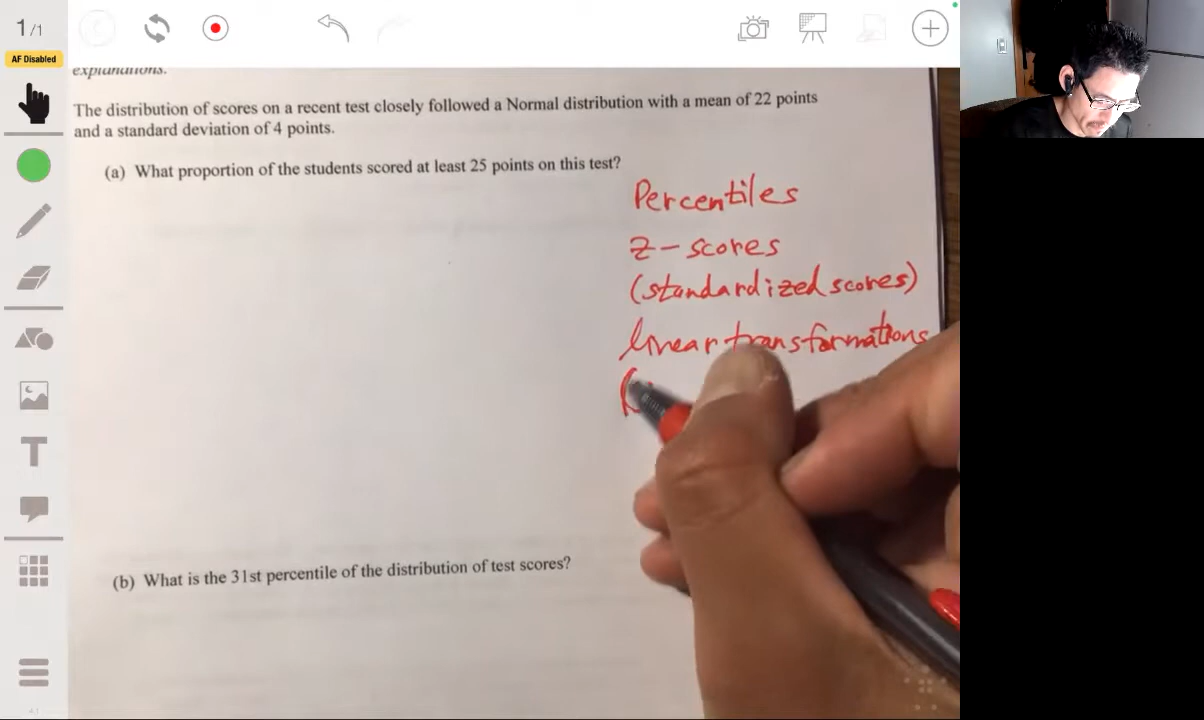 1/1
AF Disabled
explanations.
The distribution of scores on a recent test closely followed a Normal distribution with a mean of 22 points
and a standard deviation of 4 points.
(a) What proportion of the students scored at least 25 points on this test?
Percentiles
z - scores
(standardized scores)
linear transformations
(
T
(b) What is the 31st percentile of the distribution of test scores?